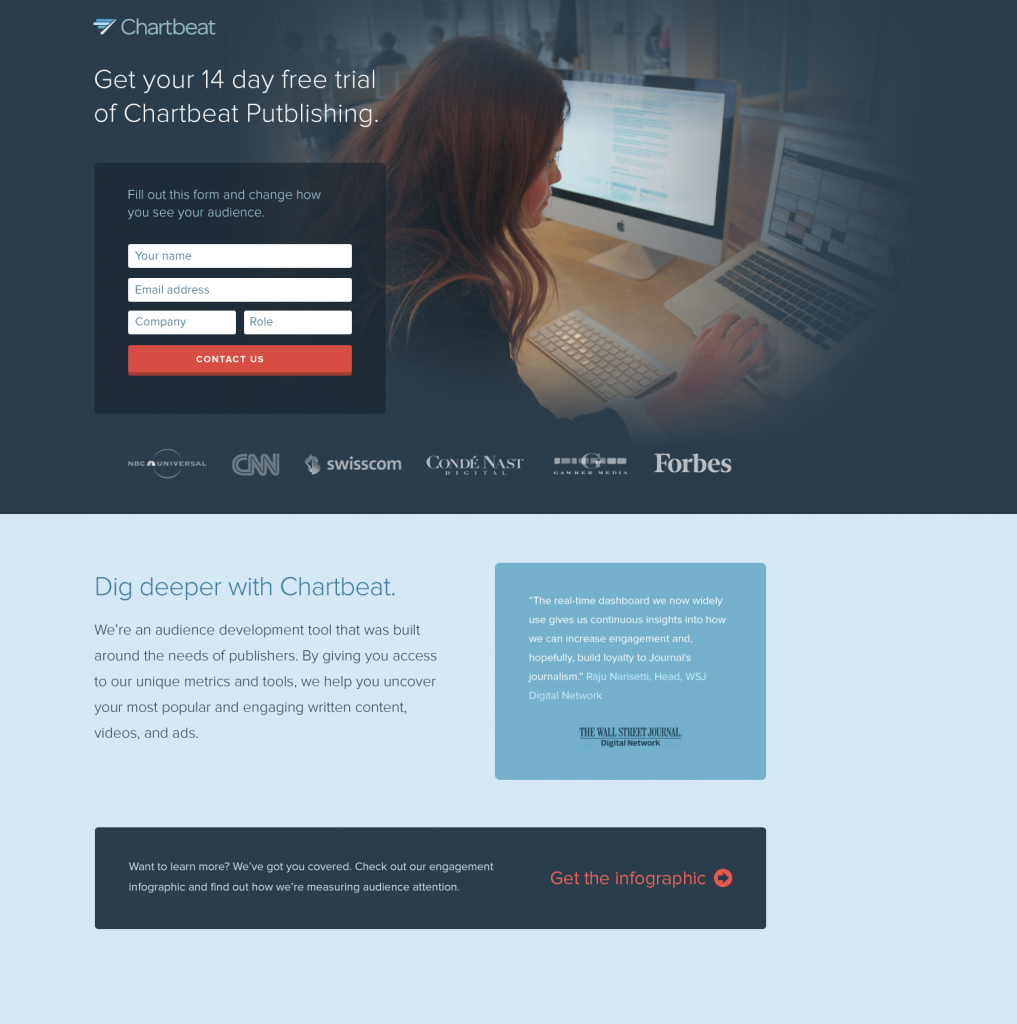 Chartbeat
Get your 14 day free trial
of Chartbeat Putblishing.
Fill out this form and change how
you see your audience.
Your name
Email address
Company
Role
CONTACT US
NBC UNIVERSAL
CNN
swisscom
CONDÉ NAST
DIGITAL
G
GAWKER MEDIA
Forbes
Dig deeper with Chartbeat.
We’re an audience development tool that was built
around the needs of publishers. By giving you access
to our unique metrics and tools, we help you uncover
your most popular and engaging written content,
videos, and ads.
“The real-time dashboard we now widely
use gives us continuous insights into how
we can increase engagement and,
hopefully, build loyalty to Journal's
journalism.” Raju Narisetti, Head, WSJ
Digital Network
THE WALL STREET JOURNAL.
Digital Network
Want to learn more? We’ve got you covered. Check out our engagement
infographic and find out how we’re measuring audience attention.
Get the infographic